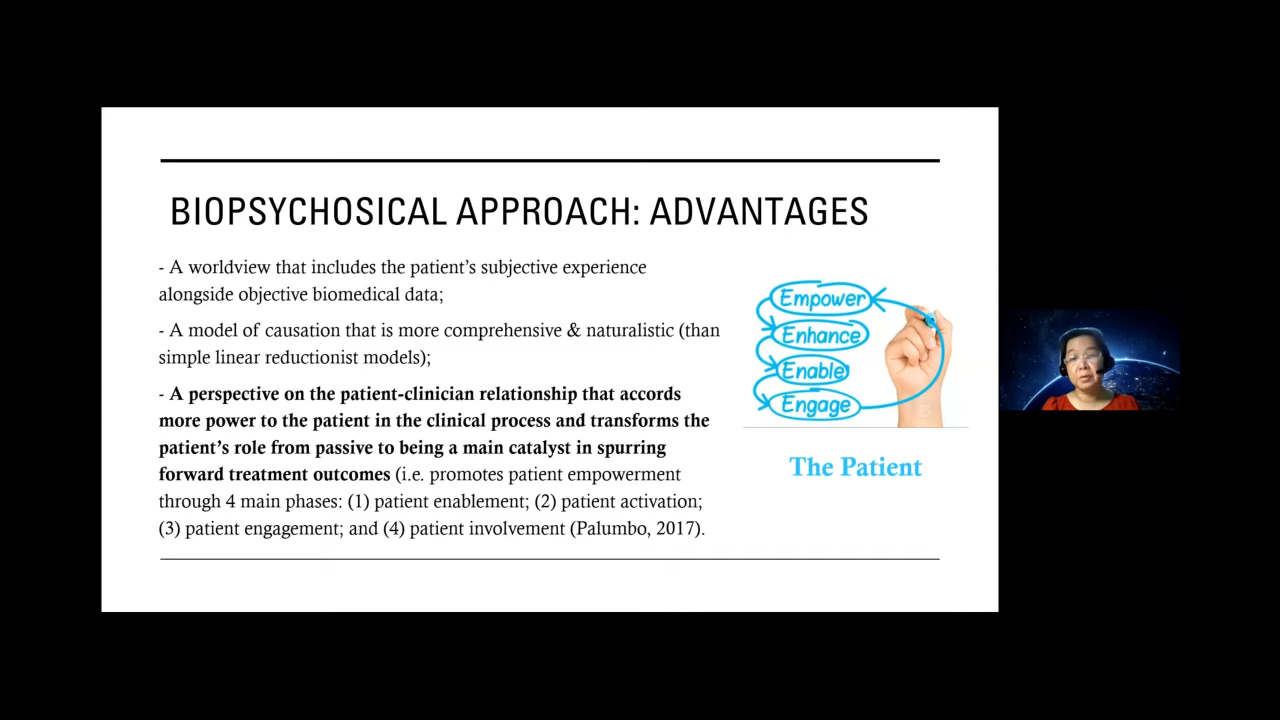 BIOPSYCHOSICAL APPROACH: ADVANTAGES
- A worldview that includes the patient's subjective experience
alongside objective biomedical data;
- A model of causation that is more comprehensive & naturalistic (than
simple linear reductionist models);
- A perspective on the patient-clinician relationship that accords
more power to the patient in the clinical process and transforms the
patient's role from passive to being a main catalyst in spurring
forward treatment outcomes (i.e. promotes patient empowerment
through 4 main phases: (1) patient enablement; (2) patient activation;
(3) patient engagement; and (4) patient involvement (Palumbo, 2017).
Empower
Enhance
Enable
Engage
The Patient